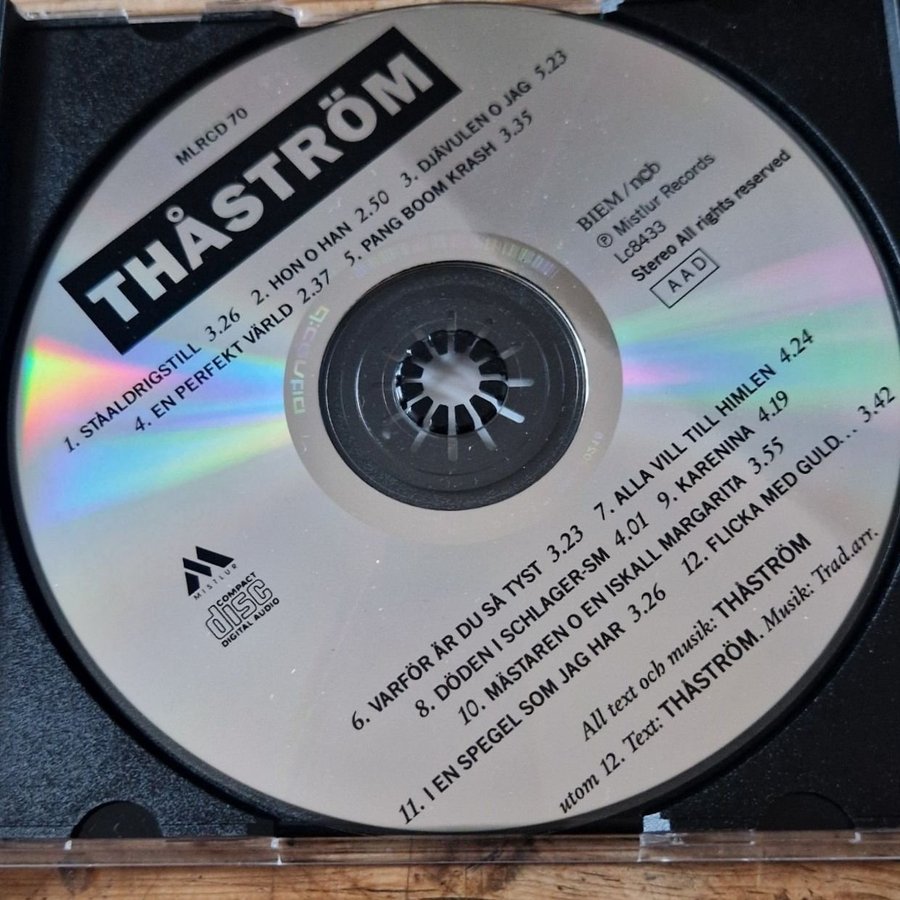 MLRCD 70
THÅSTRÖM
1. STÅALDRIGSTILL 3.26 2. HON O HAN 2.50 3. DJÄVULEN O JAG 5.23
4. EN PERFEKT VÄRLD 2.37 5. PANG BOOM KRASH 3.35
BIEM / nCb
℗ Mistlur Records
Lc8433
Stereo All rights reserved
AAD
MISTLUR
COMPACT
disc
DIGITAL AUDIO
6. VARFÖR ÄR DU SÅ TYST 3.23 7. ALLA VILL TILL HIMLEN 4.24
8. DÖDEN I SCHLAGER-SM 4.01 9. KARENINA 4.19
10. MÄSTAREN O EN ISKALL MARGARITA 3.55
11. I EN SPEGEL SOM JAG HAR 3.26 12. FLICKA MED GULD... 3.42
All text och musik: THÅSTRÖM
utom 12. Text: THÅSTRÖM. Musik: Trad.arr.